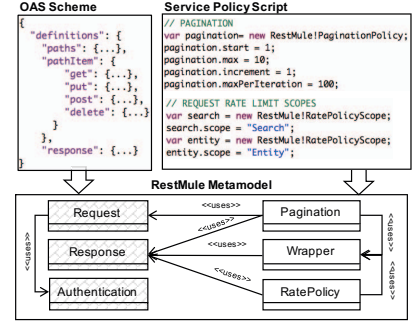 OAS Scheme
{
"definitions": {
"paths": {...},
"pathItem": {
"get": {...},
"put": {...},
"post": {...},
"delete": {...}
}
},
"response": {...}
}
Service Policy Script
// PAGINATION
var pagination= new RestMule!PaginationPolicy;
pagination.start = 1;
pagination.max = 10;
pagination.increment = 1;
pagination.maxPerIteration = 100;
// REQUEST RATE LIMIT SCOPES
var search = new RestMule!RatePolicyScope;
search.scope = "Search";
var entity = new RestMule!RatePolicyScope;
entity.scope = "Entity";
RestMule Metamodel
Request
<<uses>>
Pagination
<<uses>>
<<uses>>
Response
<<uses>>
Wrapper
<<uses>>
<<uses>>
Authentication
RatePolicy